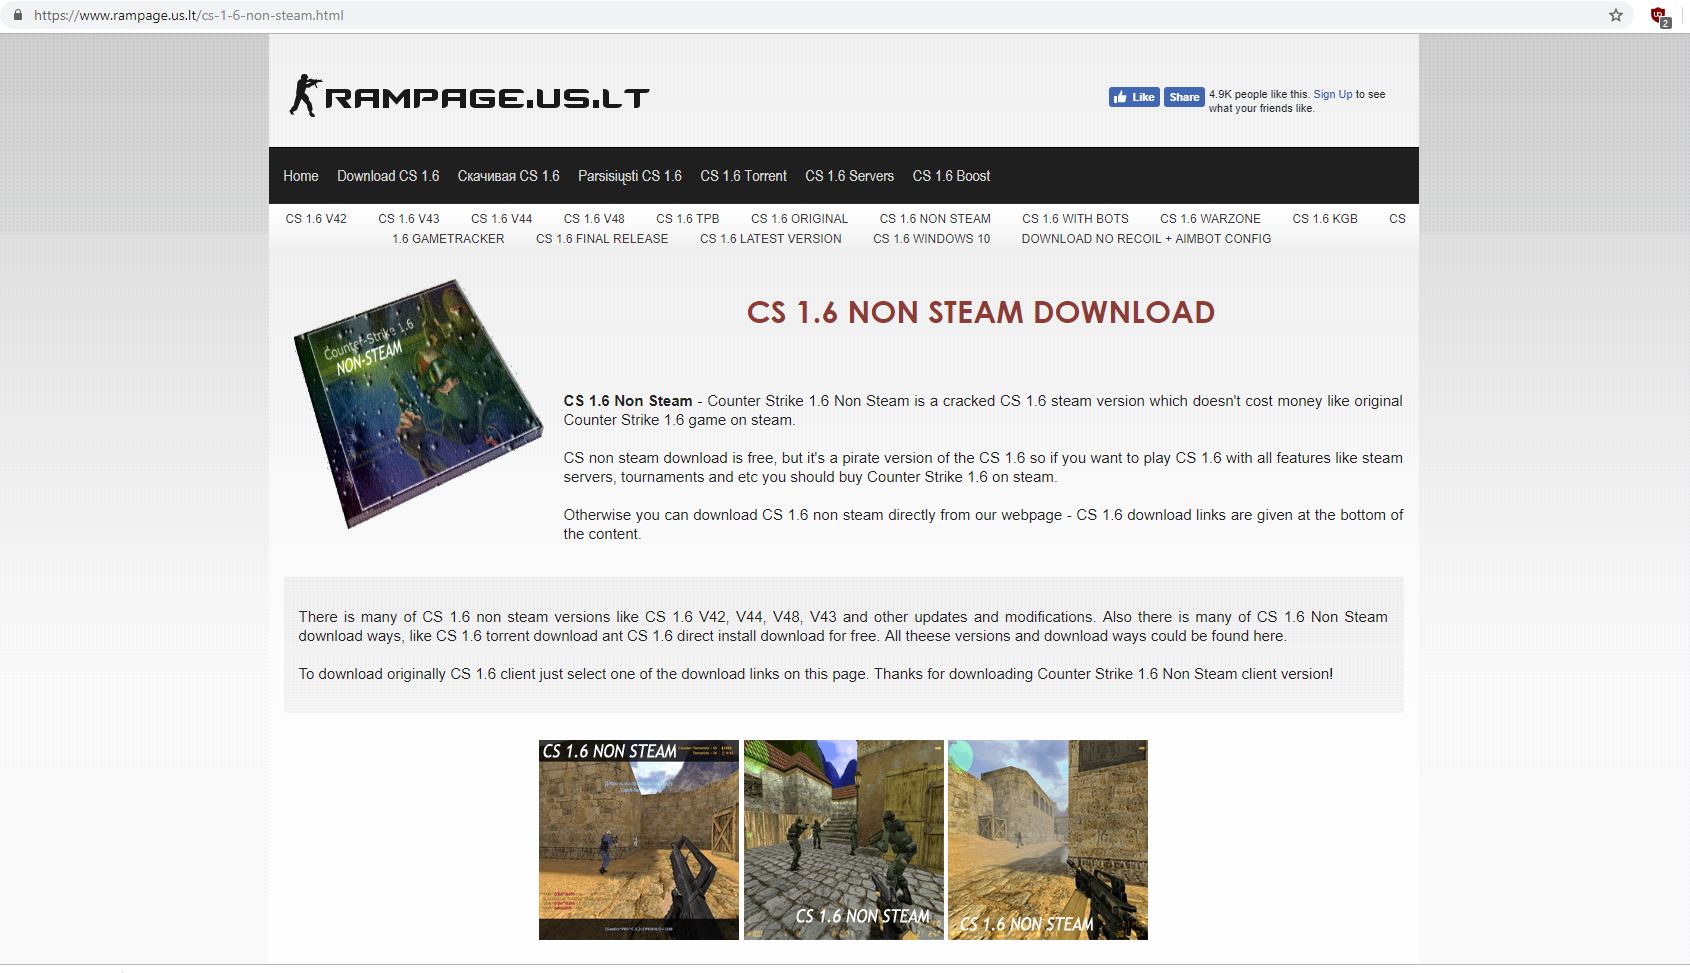 https://www.rampage.us.lt/cs-1-6-non-steam.html
2
RAMPAGE.US.LT
Like
Share
4.9K people like this. Sign Up to see
what your friends like.
Home
Download CS 1.6
Скачивая CS 1.6
Parsisiųsti CS 1.6
CS 1.6 Torrent
CS 1.6 Servers
CS 1.6 Boost
CS 1.6 V42 CS 1.6 V43 CS 1.6 V44 CS 1.6 V48 CS 1.6 TPB CS 1.6 ORIGINAL CS 1.6 NON STEAM CS 1.6 WITH BOTS CS 1.6 WARZONE CS 1.6 KGB CS
1.6 GAMETRACKER CS 1.6 FINAL RELEASE CS 1.6 LATEST VERSION CS 1.6 WINDOWS 10 DOWNLOAD NO RECOIL + AIMBOT CONFIG
Counter-Strike 1.6
NON-STEAM
CS 1.6 NON STEAM DOWNLOAD
CS 1.6 Non Steam - Counter Strike 1.6 Non Steam is a cracked CS 1.6 steam version which doesn't cost money like original
Counter Strike 1.6 game on steam.
CS non steam download is free, but it's a pirate version of the CS 1.6 so if you want to play CS 1.6 with all features like steam
servers, tournaments and etc you should buy Counter Strike 1.6 on steam.
Otherwise you can download CS 1.6 non steam directly from our webpage - CS 1.6 download links are given at the bottom of
the content.
There is many of CS 1.6 non steam versions like CS 1.6 V42, V44, V48, V43 and other updates and modifications. Also there is many of CS 1.6 Non Steam
download ways, like CS 1.6 torrent download ant CS 1.6 direct install download for free. All theese versions and download ways could be found here.
To download originally CS 1.6 client just select one of the download links on this page. Thanks for downloading Counter Strike 1.6 Non Steam client version!
CS 1.6 NON STEAM
CS 1.6 NON STEAM
CS 1.6 NON STEAM